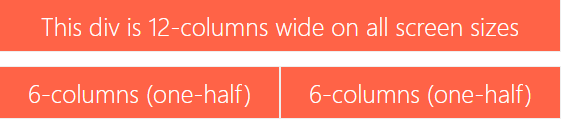 This div is 12-columns wide on all screen sizes
6-columns (one-half)
6-columns (one-half)